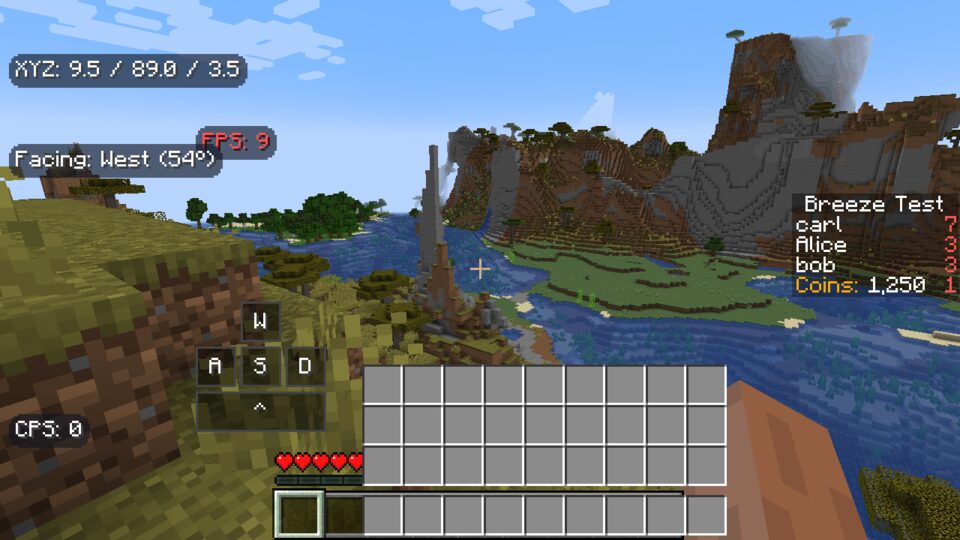 XYZ: 9.5 / 89.0 / 3.5
FPS: 9
Facing: West (54°)
Breeze Test
carl 7
Alice 3
bob 3
Coins: 1,250 1
W
A S D
^
CPS: 0